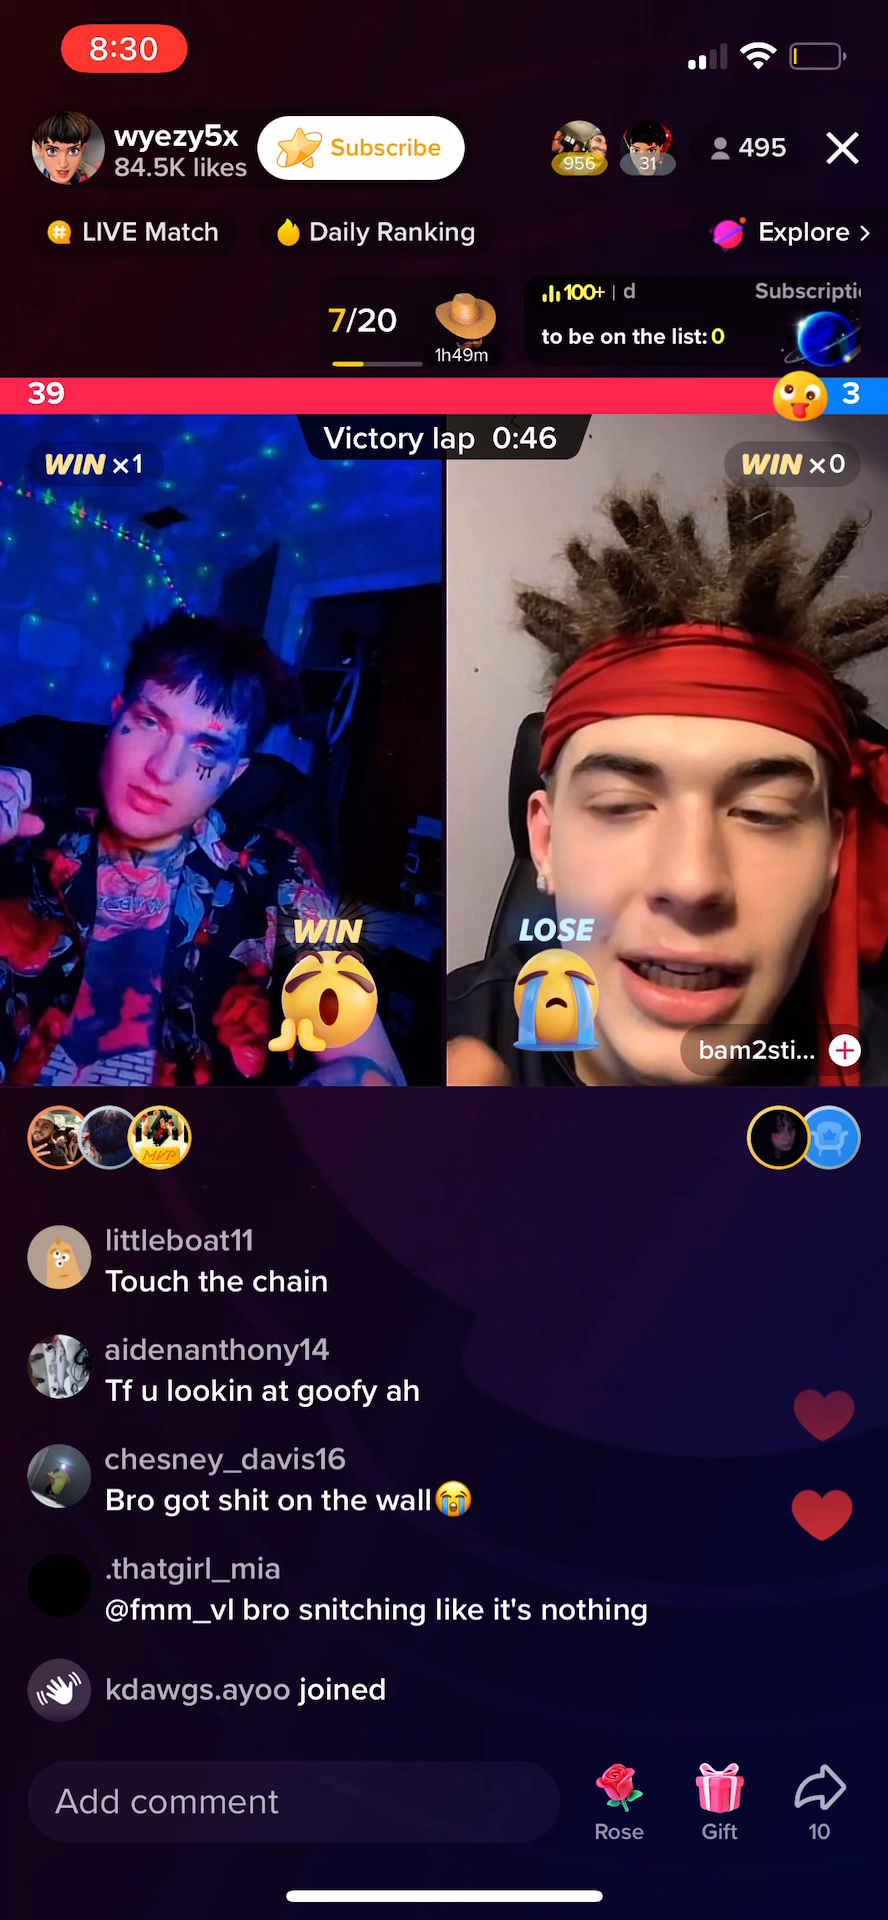 8:30
wyezy5x
84.5K likes
Subscribe
956
31
495
LIVE Match
Daily Ranking
Explore >
7/20
1h49m
100+ | d
Subscripti
to be on the list: 0
39
3
Victory lap 0:46
WIN x1
WIN x0
WIN
LOSE
bam2sti...
MVP
littleboat11
Touch the chain
aidenanthony14
Tf u lookin at goofy ah
chesney_davis16
Bro got shit on the wall😭
.thatgirl_mia
@fmm_vl bro snitching like it's nothing
kdawgs.ayoo joined
Add comment
Rose
Gift
10